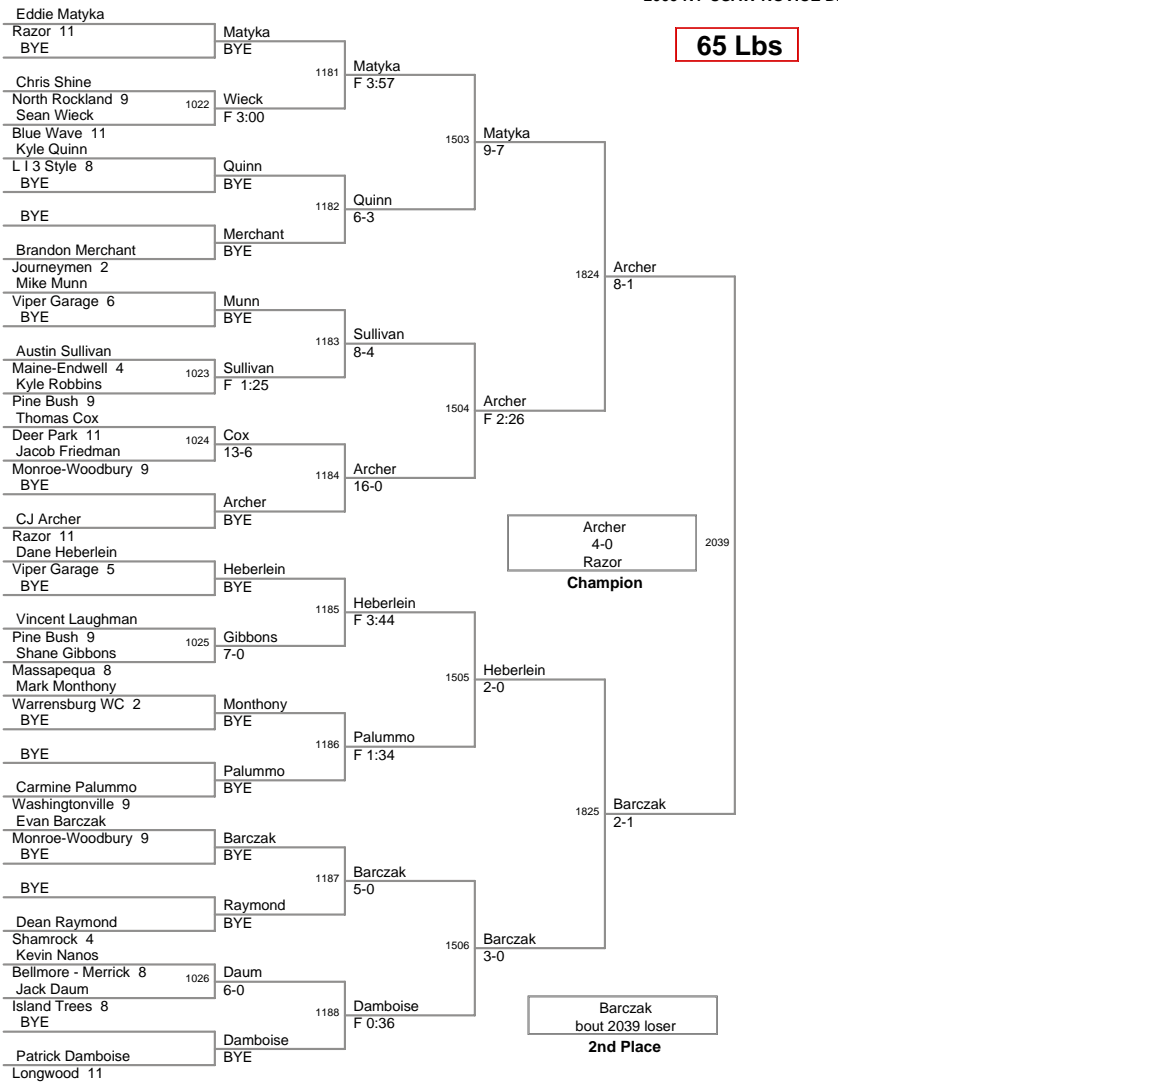 65 Lbs
Eddie Matyka
Razor 11
BYE
Chris Shine
North Rockland 9
Sean Wieck
Blue Wave 11
Kyle Quinn
L I 3 Style 8
BYE
BYE
Brandon Merchant
Journeymen 2
Mike Munn
Viper Garage 6
BYE
Austin Sullivan
Maine-Endwell 4
Kyle Robbins
Pine Bush 9
Thomas Cox
Deer Park 11
Jacob Friedman
Monroe-Woodbury 9
BYE
CJ Archer
Razor 11
Dane Heberlein
Viper Garage 5
BYE
Vincent Laughman
Pine Bush 9
Shane Gibbons
Massapequa 8
Mark Monthony
Warrensburg WC 2
BYE
BYE
Carmine Palummo
Washingtonville 9
Evan Barczak
Monroe-Woodbury 9
BYE
BYE
Dean Raymond
Shamrock 4
Kevin Nanos
Bellmore - Merrick 8
Jack Daum
Island Trees 8
BYE
Patrick Damboise
Longwood 11
1022
1023
1024
1025
1026
Matyka
BYE
Wieck
F 3:00
Quinn
BYE
Merchant
BYE
Munn
BYE
Sullivan
F 1:25
Cox
13-6
Archer
BYE
Heberlein
BYE
Gibbons
7-0
Monthony
BYE
Palummo
BYE
Barczak
BYE
Raymond
BYE
Daum
6-0
Damboise
BYE
1181
1182
1183
1184
1185
1186
1187
1188
Matyka
F 3:57
Quinn
6-3
Sullivan
8-4
Archer
16-0
Heberlein
F 3:44
Palummo
F 1:34
Barczak
5-0
Damboise
F 0:36
1503
1504
1505
1506
Matyka
9-7
Archer
F 2:26
Heberlein
2-0
Barczak
3-0
1824
1825
Archer
8-1
Barczak
2-1
2039
Archer
4-0
Razor
Champion
Barczak
bout 2039 loser
2nd Place